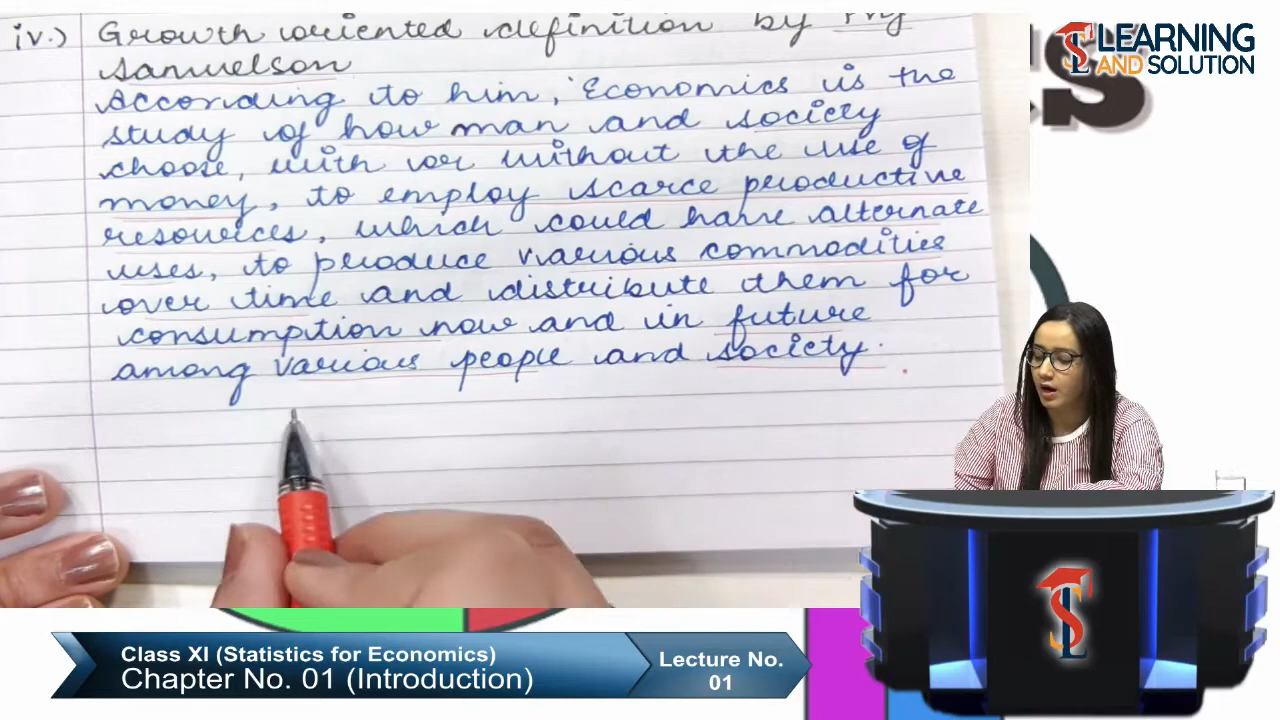 iv.) Growth oriented definition by
Samuelson
According to him, 'Economics is the
study of how man and society
choose, with or without the use of
money, to employ scarce productive
resources, which could have alternate
uses, to produce various commodities
over time and distribute them for
consumption now and in future
among various people and society.
LEARNING
AND SOLUTION
Class XI (Statistics for Economics)
Chapter No. 01 (Introduction)
Lecture No.
01